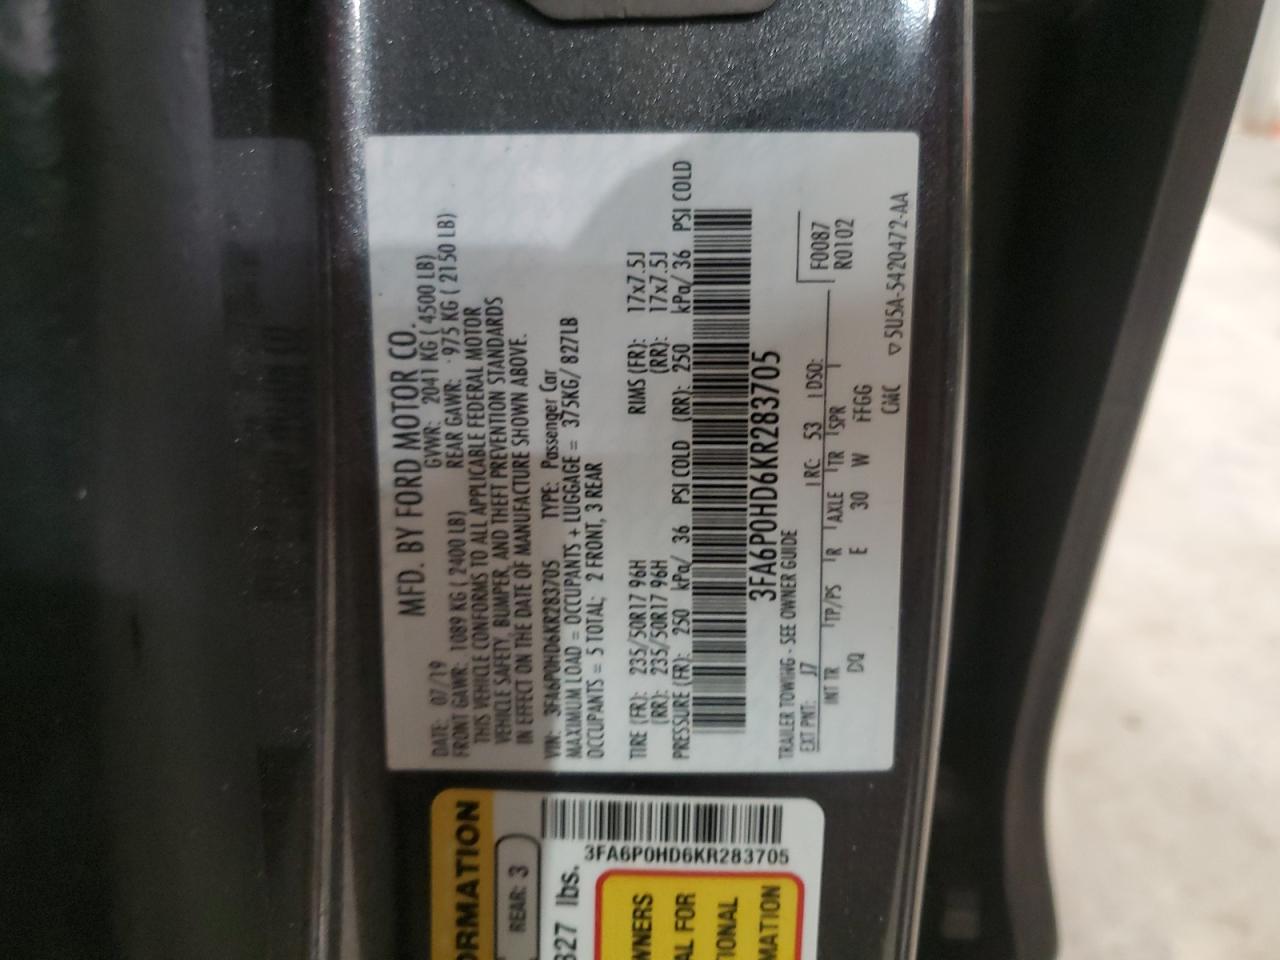 MFD. BY FORD MOTOR CO.
DATE: 07/19 GVWR: 2041 KG ( 4500 LB)
FRONT GAWR: 1089 KG ( 2400 LB) REAR GAWR: 975 KG ( 2150 LB)
THIS VEHICLE CONFORMS TO ALL APPLICABLE FEDERAL MOTOR
VEHICLE SAFETY, BUMPER, AND THEFT PREVENTION STANDARDS
IN EFFECT ON THE DATE OF MANUFACTURE SHOWN ABOVE.
VIN: 3FA6P0HD6KR283705 TYPE: Passenger Car
MAXIMUM LOAD = OCCUPANTS + LUGGAGE = 375KG/ 827LB
OCCUPANTS = 5 TOTAL; 2 FRONT, 3 REAR
TIRE (FR): 235/50R17 96H RIMS (FR): 17x7.5J
(RR): 235/50R17 96H (RR): 17x7.5J
PRESSURE (FR): 250 kPa/ 36 PSI COLD (RR): 250 kPa/ 36 PSI COLD
3FA6P0HD6KR283705
TRAILER TOWING - SEE OWNER GUIDE
EXT PNT: J7 RC: 53 DSO: F0087
INT TR TP/PS R AXLE TR SPR R0102
DQ E 30 W FFGG
CMC ▽ 5U5A-5420472-AA
ORMATION
REAR: 3
827 lbs.
3FA6P0HD6KR283705
WNERS
AL FOR
TIONAL
MATION